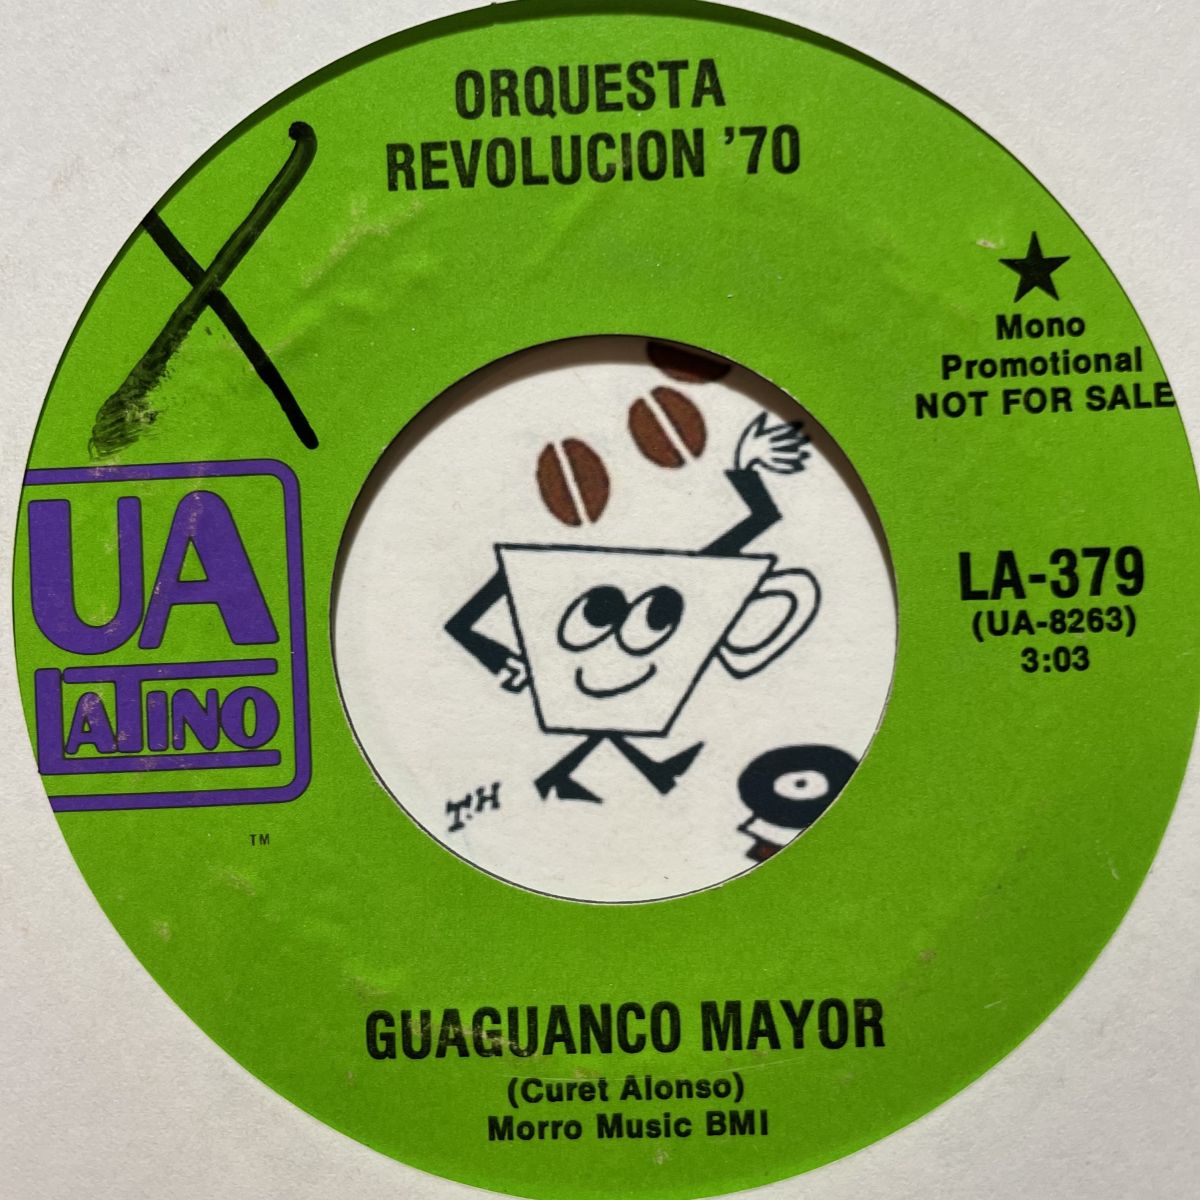 ORQUESTA
REVOLUCION '70
X
Mono
Promotional
NOT FOR SALE
UA
LATINO
TM
LA-379
(UA-8263)
3:03
T.H
GUAGUANCO MAYOR
(Curet Alonso)
Morro Music BMI